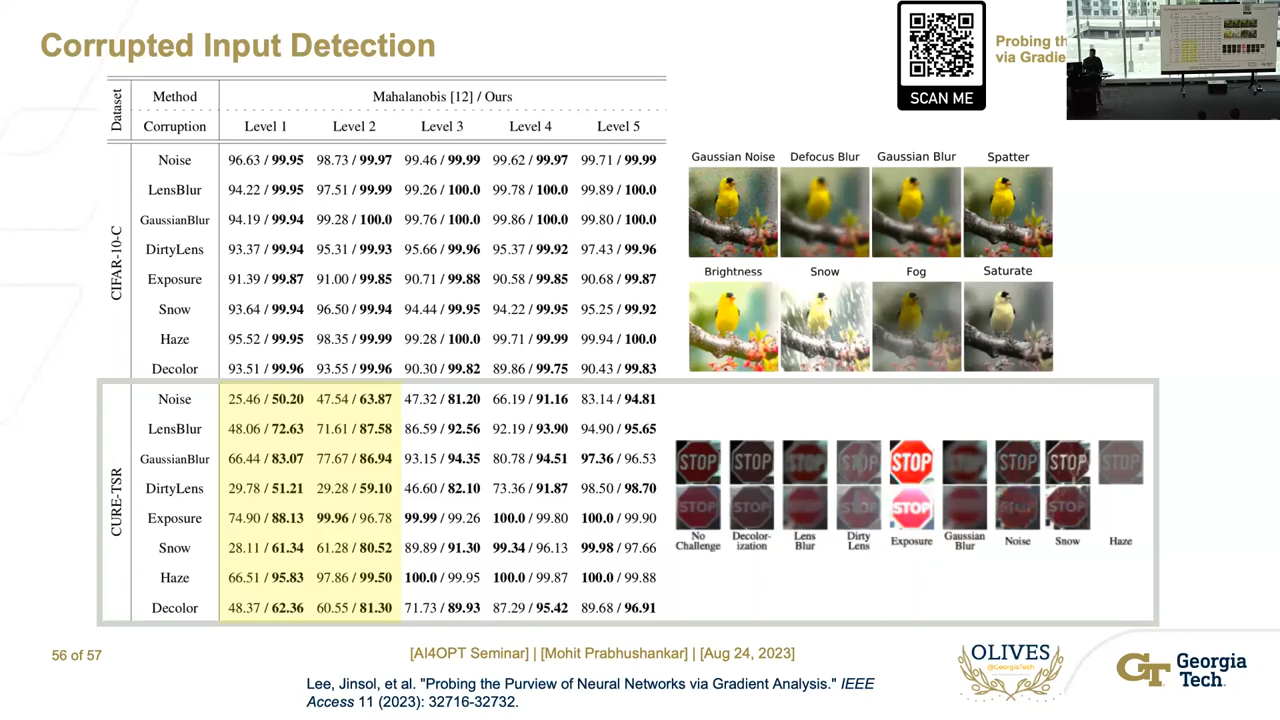 Corrupted Input Detection
SCAN ME
Probing th
via Gradie
Dataset
Method
Mahalanobis [12] / Ours
Corruption
Level 1 Level 2 Level 3 Level 4 Level 5
CIFAR-10-C
Noise 96.63 / 99.95 98.73 / 99.97 99.46 / 99.99 99.62 / 99.97 99.71 / 99.99
LensBlur 94.22 / 99.95 97.51 / 99.99 99.26 / 100.0 99.78 / 100.0 99.89 / 100.0
GaussianBlur 94.19 / 99.94 99.28 / 100.0 99.76 / 100.0 99.86 / 100.0 99.80 / 100.0
DirtyLens 93.37 / 99.94 95.31 / 99.93 95.66 / 99.96 95.37 / 99.92 97.43 / 99.96
Exposure 91.39 / 99.87 91.00 / 99.85 90.71 / 99.88 90.58 / 99.85 90.68 / 99.87
Snow 93.64 / 99.94 96.50 / 99.94 94.44 / 99.95 94.22 / 99.95 95.25 / 99.92
Haze 95.52 / 99.95 98.35 / 99.99 99.28 / 100.0 99.71 / 99.99 99.94 / 100.0
Decolor 93.51 / 99.96 93.55 / 99.96 90.30 / 99.82 89.86 / 99.75 90.43 / 99.83
CURE-TSR
Noise 25.46 / 50.20 47.54 / 63.87 47.32 / 81.20 66.19 / 91.16 83.14 / 94.81
LensBlur 48.06 / 72.63 71.61 / 87.58 86.59 / 92.56 92.19 / 93.90 94.90 / 95.65
GaussianBlur 66.44 / 83.07 77.67 / 86.94 93.15 / 94.35 80.78 / 94.51 97.36 / 96.53
DirtyLens 29.78 / 51.21 29.28 / 59.10 46.60 / 82.10 73.36 / 91.87 98.50 / 98.70
Exposure 74.90 / 88.13 99.96 / 96.78 99.99 / 99.26 100.0 / 99.80 100.0 / 99.90
Snow 28.11 / 61.34 61.28 / 80.52 89.89 / 91.30 99.34 / 96.13 99.98 / 97.66
Haze 66.51 / 95.83 97.86 / 99.50 100.0 / 99.95 100.0 / 99.87 100.0 / 99.88
Decolor 48.37 / 62.36 60.55 / 81.30 71.73 / 89.93 87.29 / 95.42 89.68 / 96.91
Gaussian Noise Defocus Blur Gaussian Blur Spatter
Brightness Snow Fog Saturate
STOP STOP STOP STOP STOP STOP STOP STOP STOP
STOP STOP STOP STOP STOP STOP STOP STOP
No Decolor- Lens Dirty Exposure Gaussian Noise Snow Haze
Challenge ization Blur Lens Blur
56 of 57
[AI4OPT Seminar] | [Mohit Prabhushankar] | [Aug 24, 2023]
Lee, Jinsol, et al. "Probing the Purview of Neural Networks via Gradient Analysis." IEEE
Access 11 (2023): 32716-32732.
OLIVES
@GeorgiaTech
GT Georgia
Tech